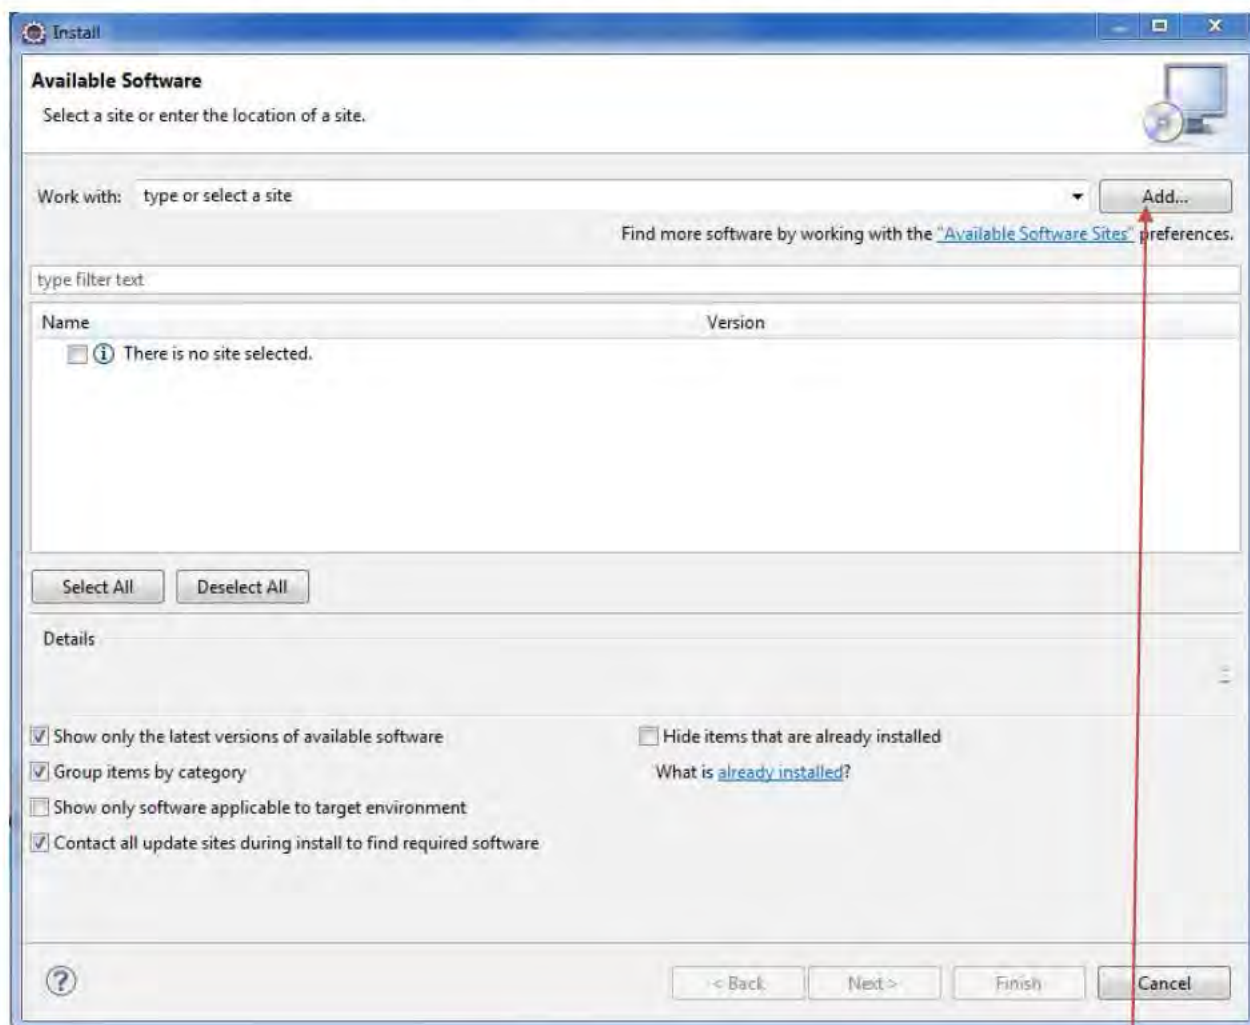 Install
Available Software
Select a site or enter the location of a site.
Work with: type or select a site Add...
Find more software by working with the "Available Software Sites" preferences.
type filter text
Name Version
There is no site selected.
Select All Deselect All
Details
Show only the latest versions of available software Hide items that are already installed
Group items by category What is already installed?
Show only software applicable to target environment
Contact all update sites during install to find required software
< Back Next > Finish Cancel